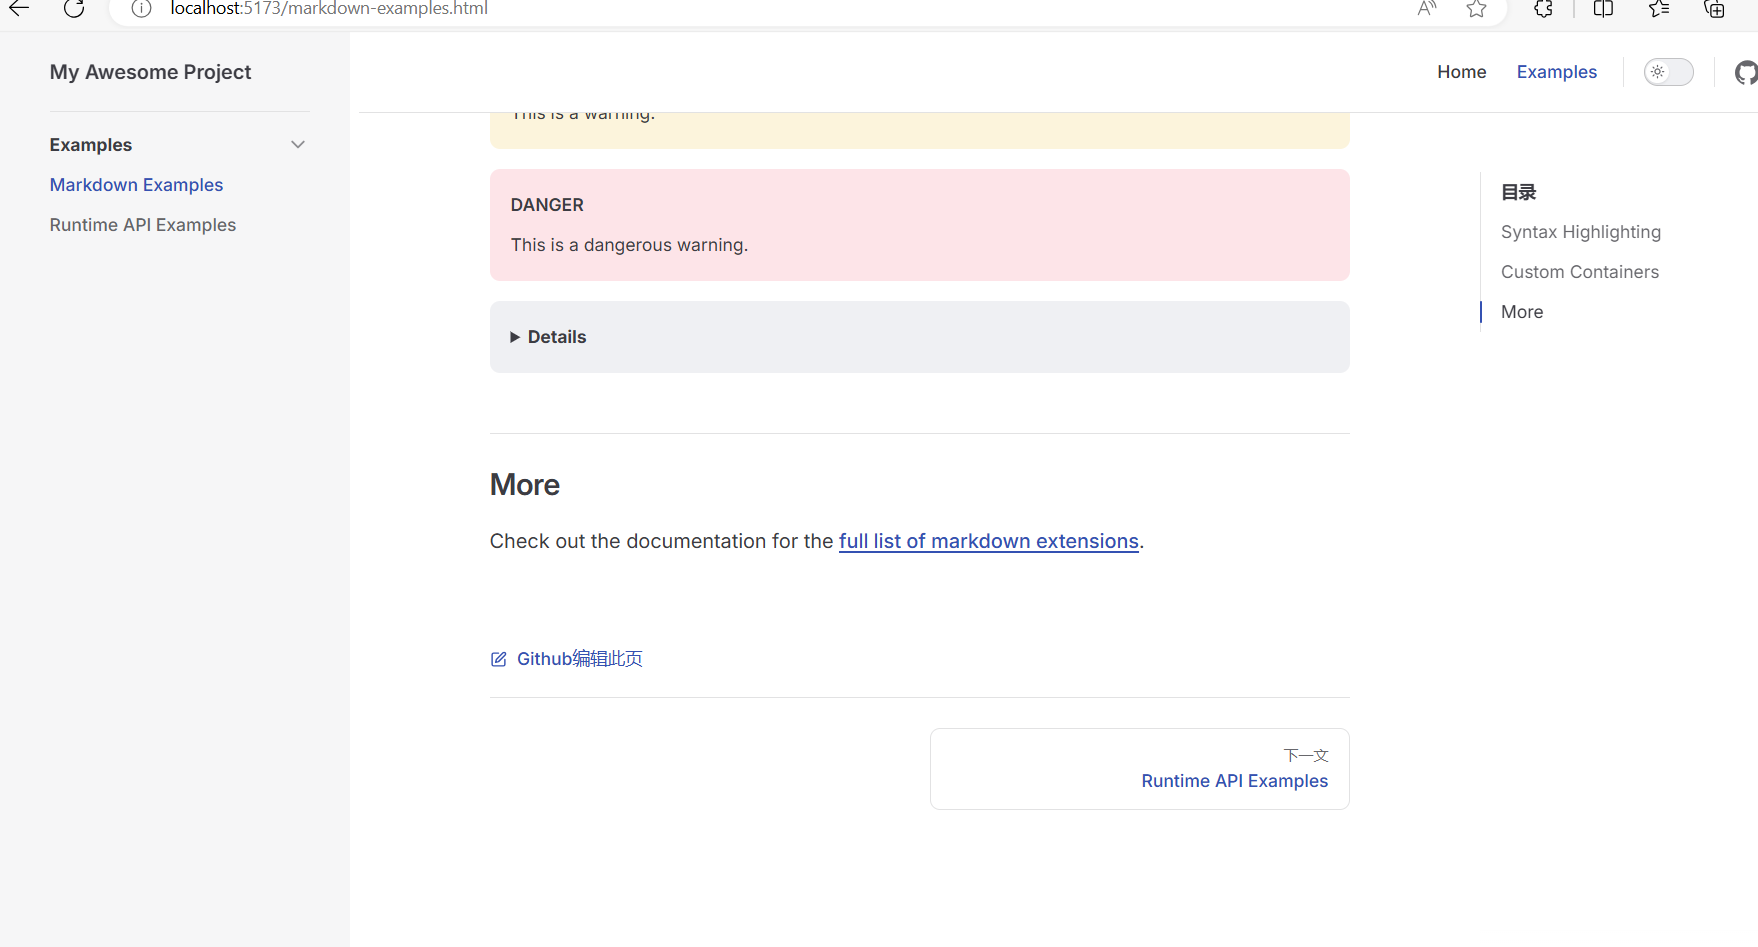 localhost:5173/markdown-examples.html
My Awesome Project
Home
Examples
Examples
Markdown Examples
Runtime API Examples
This is a warning.
DANGER
This is a dangerous warning.
Details
More
Check out the documentation for the full list of markdown extensions.
Github编辑此页
下一文
Runtime API Examples
目录
Syntax Highlighting
Custom Containers
More